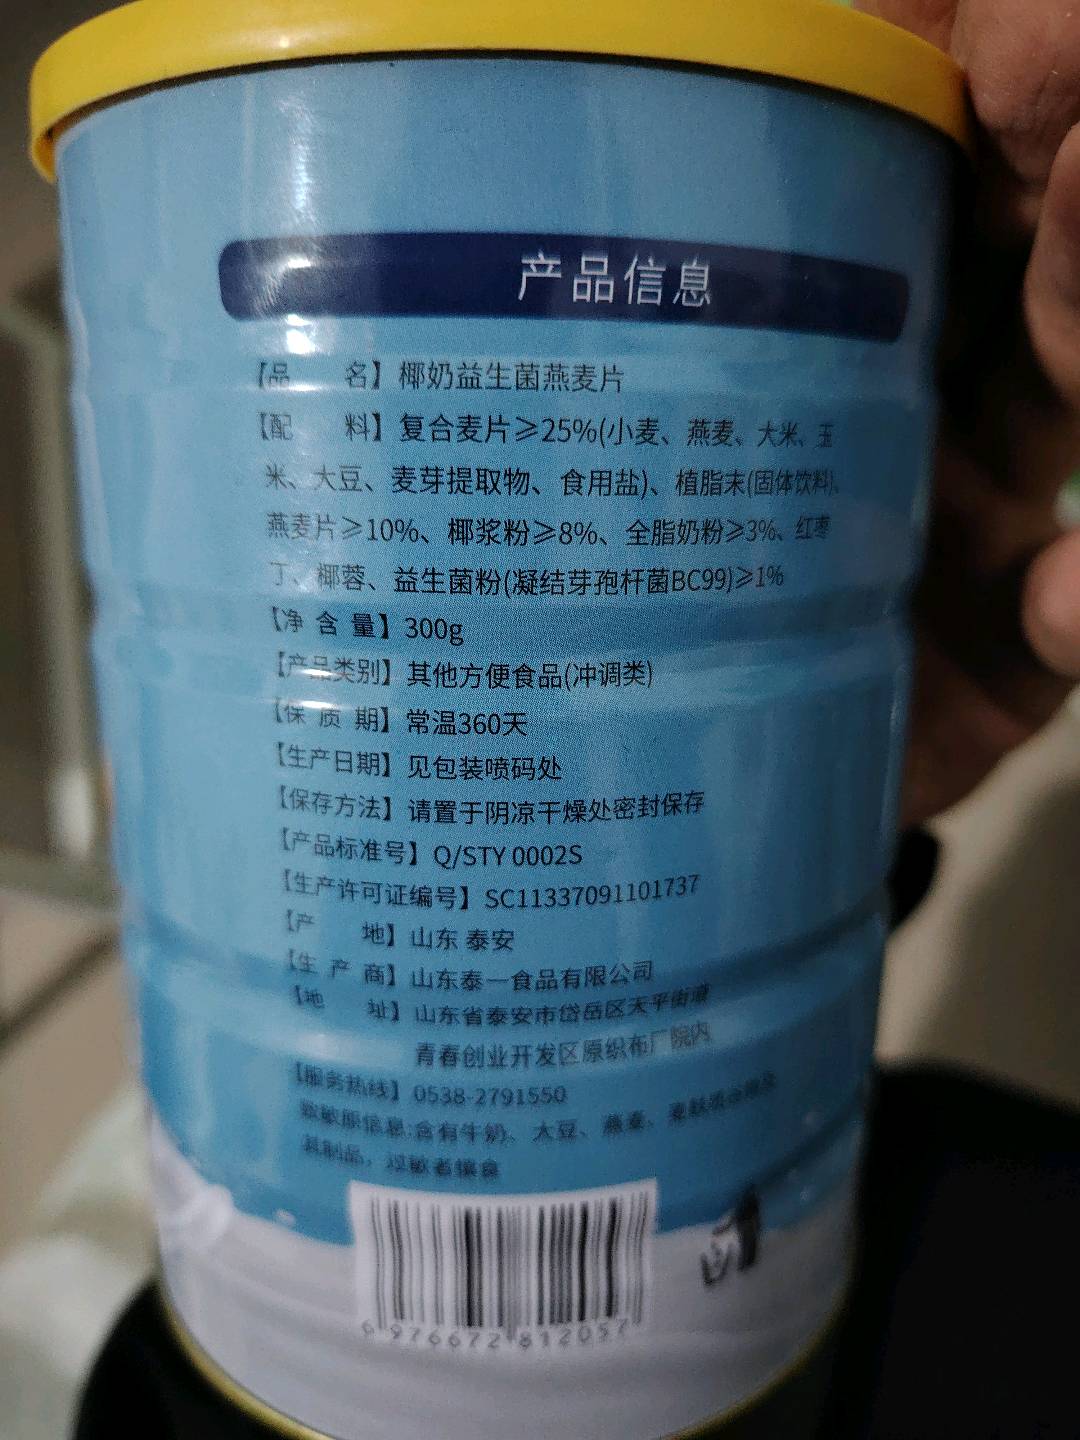 产品信息
【品 名】椰奶益生菌燕麦片
【配 料】复合麦片≥25%(小麦、燕麦、大米、玉
米、大豆、麦芽提取物、食用盐)、植脂末(固体饮料)、
燕麦片≥10%、椰浆粉≥8%、全脂奶粉≥3%、红枣
丁、椰蓉、益生菌粉(凝结芽孢杆菌BC99)≥1%
【净 含 量】300g
【产品类别】其他方便食品(冲调类)
【保 质 期】常温360天
【生产日期】见包装喷码处
【保存方法】请置于阴凉干燥处密封保存
【产品标准号】Q/STY 0002S
【生产许可证编号】SC11337091101737
【产 地】山东 泰安
【生 产 商】山东泰一食品有限公司
【地 址】山东省泰安市岱岳区天平街道
青春创业开发区原织布厂院内
【服务热线】0538-2791550
致敏原信息:含有牛奶、大豆、燕麦、
其制品，过敏者慎食
6 976672 812057